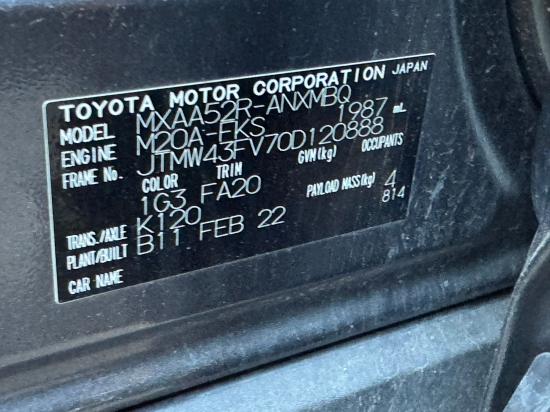 TOYOTA MOTOR CORPORATION JAPAN
MODEL MXAA52R-ANXMBQ
ENGINE M20A-FKS 1987 mL
FRAME No. JTMW43FV70D120888
COLOR TRIM GVM(kg) OCCUPANTS
1G3 FA20 4
PAYLOAD MASS(kg) 814
TRANS./AXLE K120
PLANT/BUILT B11 FEB 22
CAR NAME